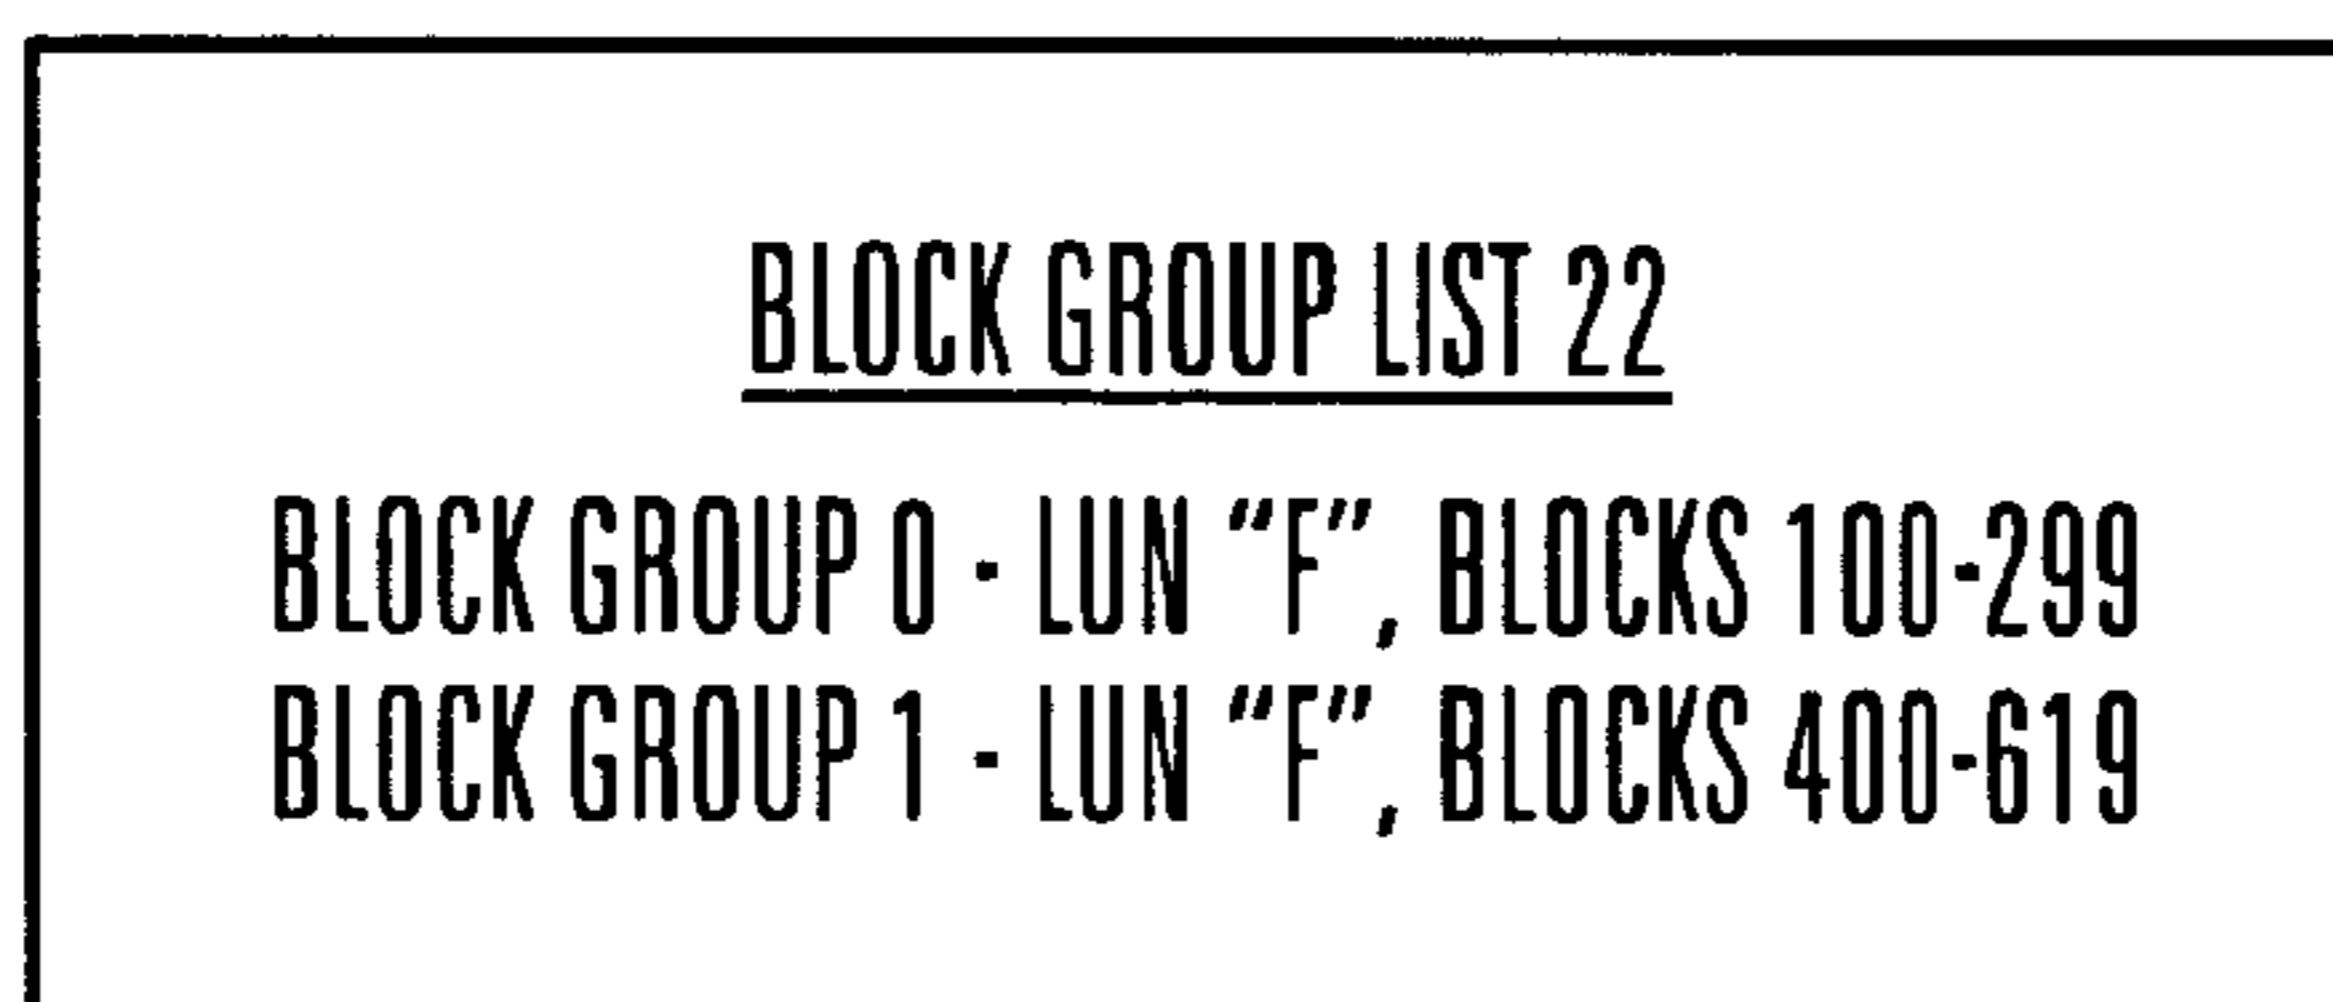 BLOCK GROUP LIST 22
BLOCK GROUP 0 - LUN “F”, BLOCKS 100-299
BLOCK GROUP 1 - LUN “F”, BLOCKS 400-619